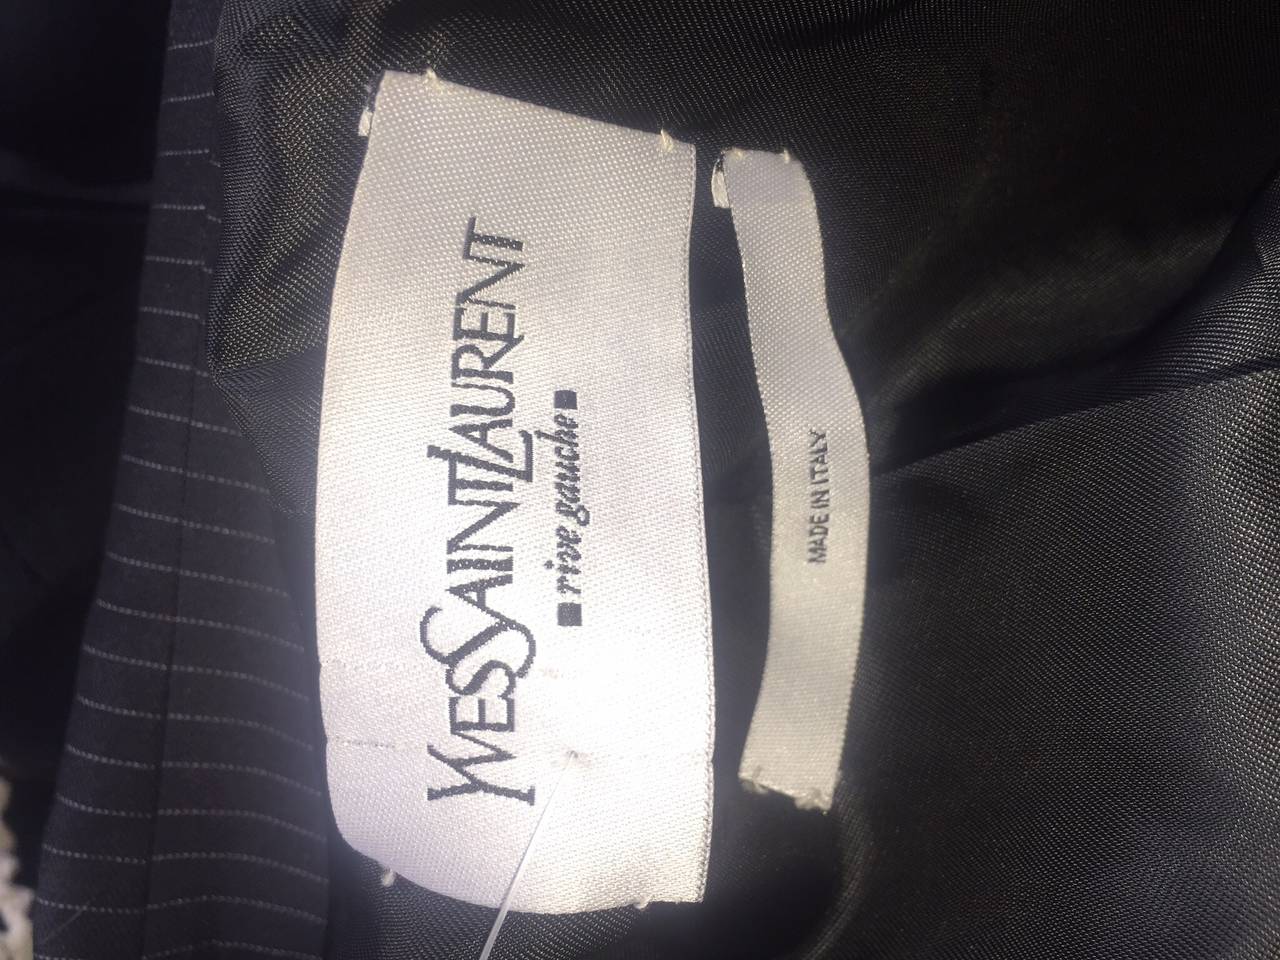 YVESSAINTLAURENT
rive gauche
MADE IN ITALY